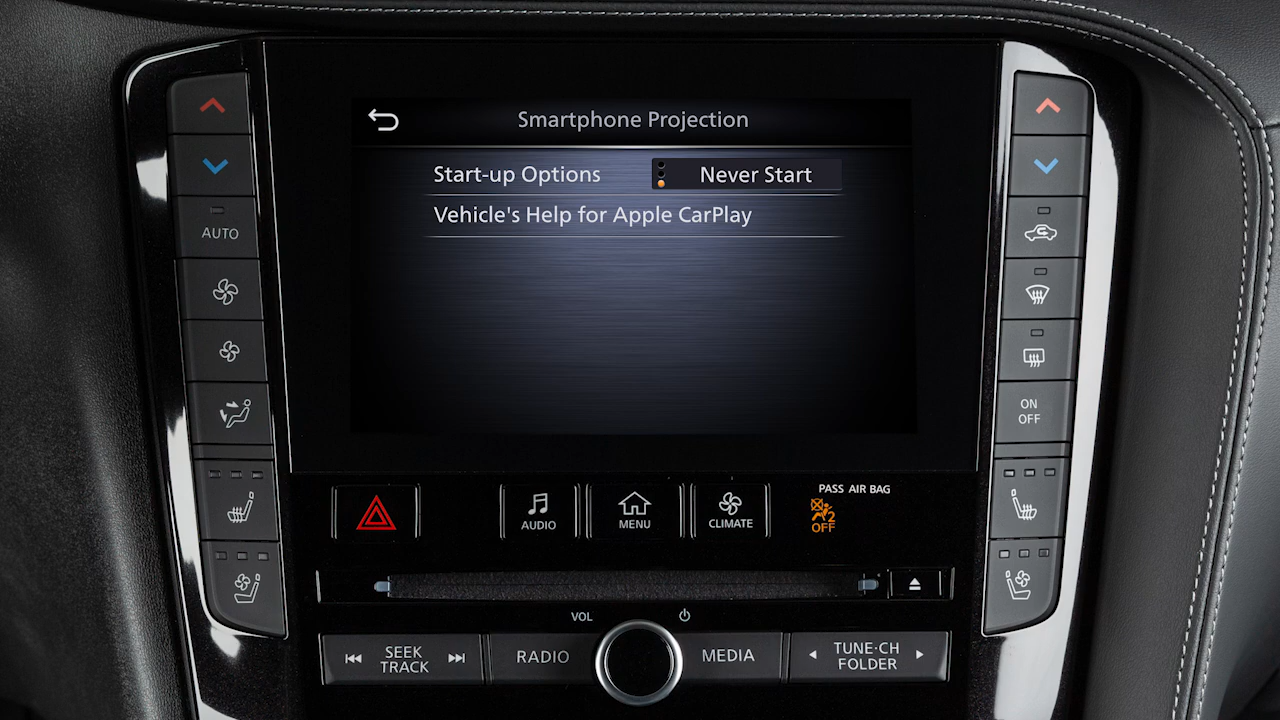 Smartphone Projection
Start-up Options Never Start
Vehicle's Help for Apple CarPlay
AUTO
ON
OFF
PASS AIR BAG
2
OFF
AUDIO
MENU
CLIMATE
VOL
SEEK
TRACK
RADIO
MEDIA
TUNE·CH
FOLDER